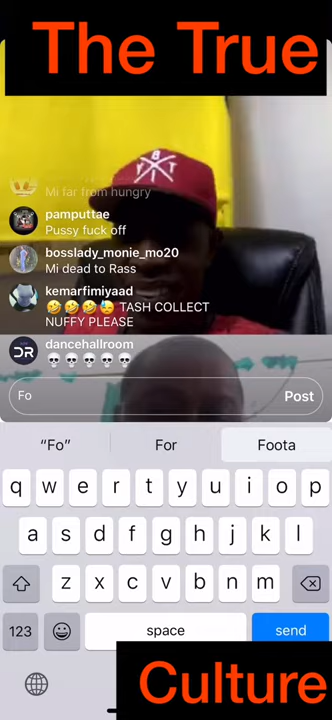 The True
Mi far from hungry
pamputtae
Pussy fuck off
bosslady_monie_mo20
Mi dead to Rass
kemarfimiyaad
🤣🤣🤣😓 TASH COLLECT
NUFFY PLEASE
dancehallroom
💀💀💀💀💀
Fo
Post
“Fo” For Foota
q w e r t y u i o p
a s d f g h j k l
z x c v b n m
123 space send
Culture